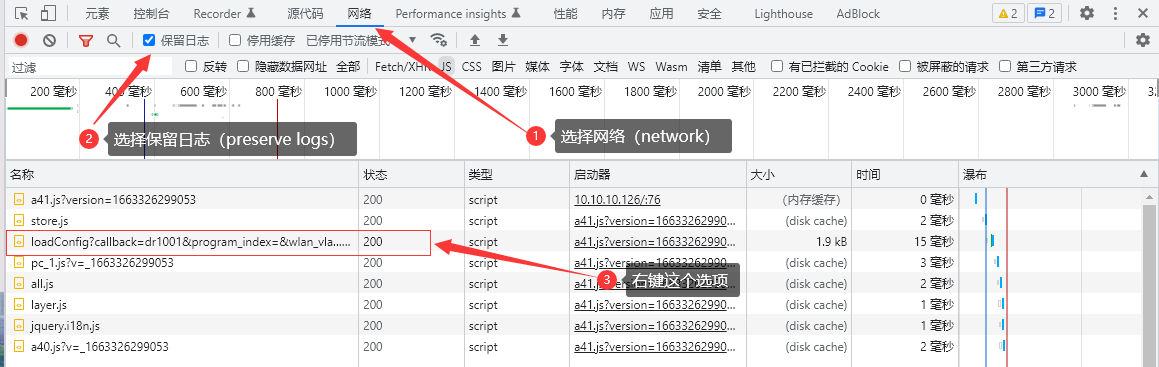 元素 控制台 Recorder 源代码 网络 Performance insights 性能 内存 应用 安全 Lighthouse AdBlock 2 2
保留日志 停用缓存 已停用节流模式
过滤 反转 隐藏数据网址 全部 Fetch/XHR JS CSS 图片 媒体 字体 文档 WS Wasm 清单 其他 有已拦截的 Cookie 被屏蔽的请求 第三方请求
200 毫秒 400 毫秒 600 毫秒 800 毫秒 1000 毫秒 1200 毫秒 1400 毫秒 1600 毫秒 1800 毫秒 2000 毫秒 2200 毫秒 2400 毫秒 2600 毫秒 2800 毫秒 3000 毫秒 32
1 选择网络（network）
2 选择保留日志（preserve logs）
名称 状态 类型 启动器 大小 时间 瀑布
a41.js?version=1663326299053 200 script 10.10.10.126/:76 (内存缓存) 0 毫秒
store.js 200 script a41.js?version=16633262990... (disk cache) 2 毫秒
loadConfig?callback=dr1001&program_index=&wlan_vla...... 200 script a41.js?version=16633262990... 1.9 kB 15 毫秒
pc_1.js?v=_1663326299053 200 script a41.js?version=16633262990... (disk cache) 3 毫秒
3 右键这个选项
all.js 200 script a41.js?version=16633262990... (disk cache) 2 毫秒
layer.js 200 script a41.js?version=16633262990... (disk cache) 1 毫秒
jquery.i18n.js 200 script a41.js?version=16633262990... (disk cache) 1 毫秒
a40.js?v=_1663326299053 200 script a41.js?version=16633262990... (disk cache) 2 毫秒